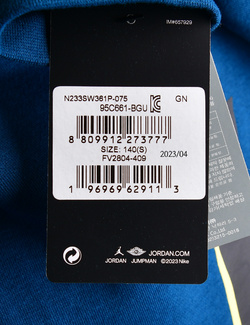 IM#657929
N233SW361P-075 GN
95C661-BGU
8 809912 273777
SIZE: 140(S) 2023/04
FV2804-409
1 96969 62911 3
JORDAN.COM
JORDAN JUMPMAN ©2023 Nike